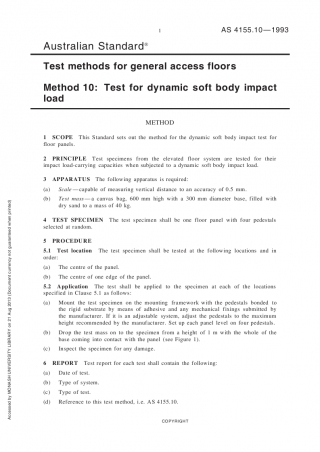 1
AS 4155.10—1993
Australian Standard®
Test methods for general access floors
Method 10: Test for dynamic soft body impact
load
METHOD
1 SCOPE This Standard sets out the method for the dynamic soft body impact test for
floor panels.
2 PRINCIPLE Test specimens from the elevated floor system are tested for their
impact load-carrying capacities when subjected to a dynamic soft body impact load.
3 APPARATUS The following apparatus is required:
(a) Scale—capable of measuring vertical distance to an accuracy of 0.5 mm.
(b) Test mass—a canvas bag, 600 mm high with a 300 mm diameter base, filled with
dry sand to a mass of 40 kg.
4 TEST SPECIMEN The test specimen shall be one floor panel with four pedestals
selected at random.
5 PROCEDURE
5.1 Test location The test specimen shall be tested at the following locations and in
order:
(a) The centre of the panel.
(b) The centre of one edge of the panel.
5.2 Application The test shall be applied to the specimen at each of the locations
specified in Clause 5.1 as follows:
(a) Mount the test specimen on the mounting framework with the pedestals bonded to
the rigid substrate by means of adhesive and any mechanical fixings submitted by
the manufacturer. If it is an adjustable system, adjust the pedestals to the maximum
height recommended by the manufacturer. Set up each panel level on four pedestals.
(b) Drop the test mass on to the specimen from a height of 1 m with the whole of the
base coming into contact with the panel (see Figure 1).
(c) Inspect the specimen for any damage.
6 REPORT Test report for each test shall contain the following:
(a) Date of test.
(b) Type of system.
(c) Type of test.
(d) Reference to this test method, i.e. AS 4155.10.
COPYRIGHT
Accessed by MONASH UNIVERSITY LIBRARY on 21 Aug 2013 (Document currency not guaranteed when printed)